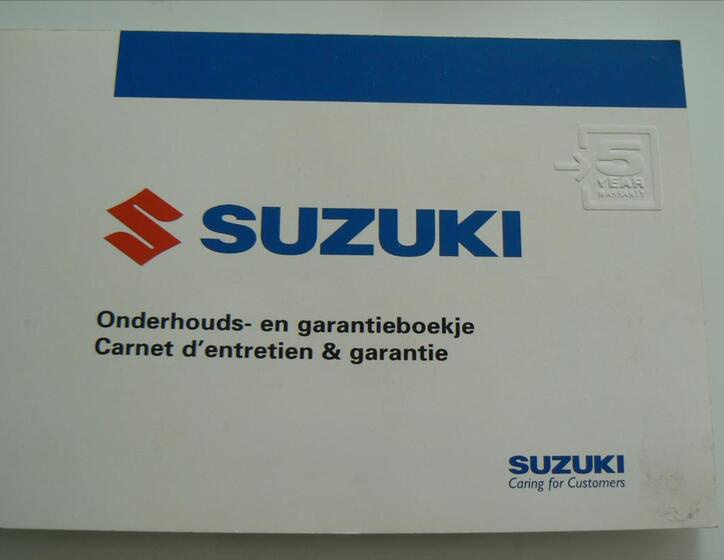 5
YEAR
WARRANTY
SUZUKI
Onderhouds- en garantieboekje
Carnet d'entretien & garantie
SUZUKI
Caring for Customers